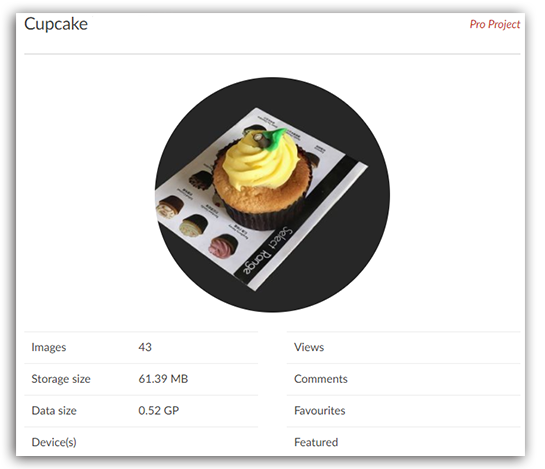 Cupcake
Pro Project
Select Range
Images 43
Storage size 61.39 MB
Data size 0.52 GP
Device(s)
Views
Comments
Favourites
Featured